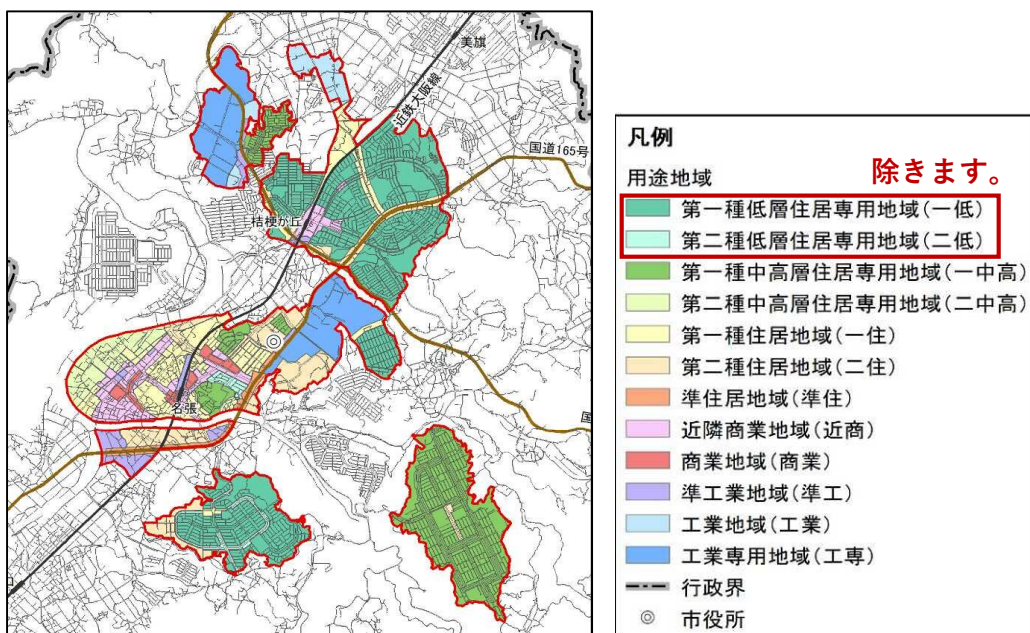 美旗
近鉄大阪線
国道165号
桔梗が丘
名張
国
凡例
用途地域
除きます。
第一種低層住居専用地域(一低)
第二種低層住居専用地域(二低)
第一種中高層住居専用地域(一中高)
第二種中高層住居専用地域(二中高)
第一種住居地域(一住)
第二種住居地域(二住)
準住居地域(準住)
近隣商業地域(近商)
商業地域(商業)
準工業地域(準工)
工業地域(工業)
工業専用地域(工専)
行政界
市役所